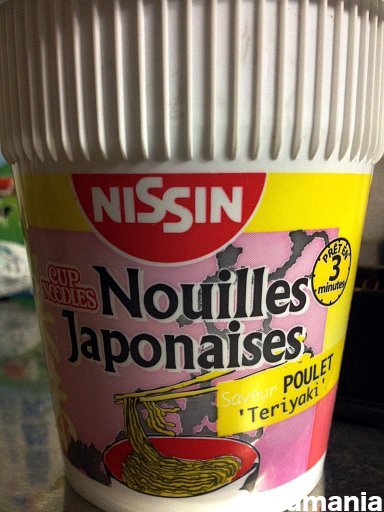 NISSIN
CUP
NOODLES
Nouilles
Japonaises
PRÊT EN
3
minutes
Saveur POULET
'Teriyaki'
amania